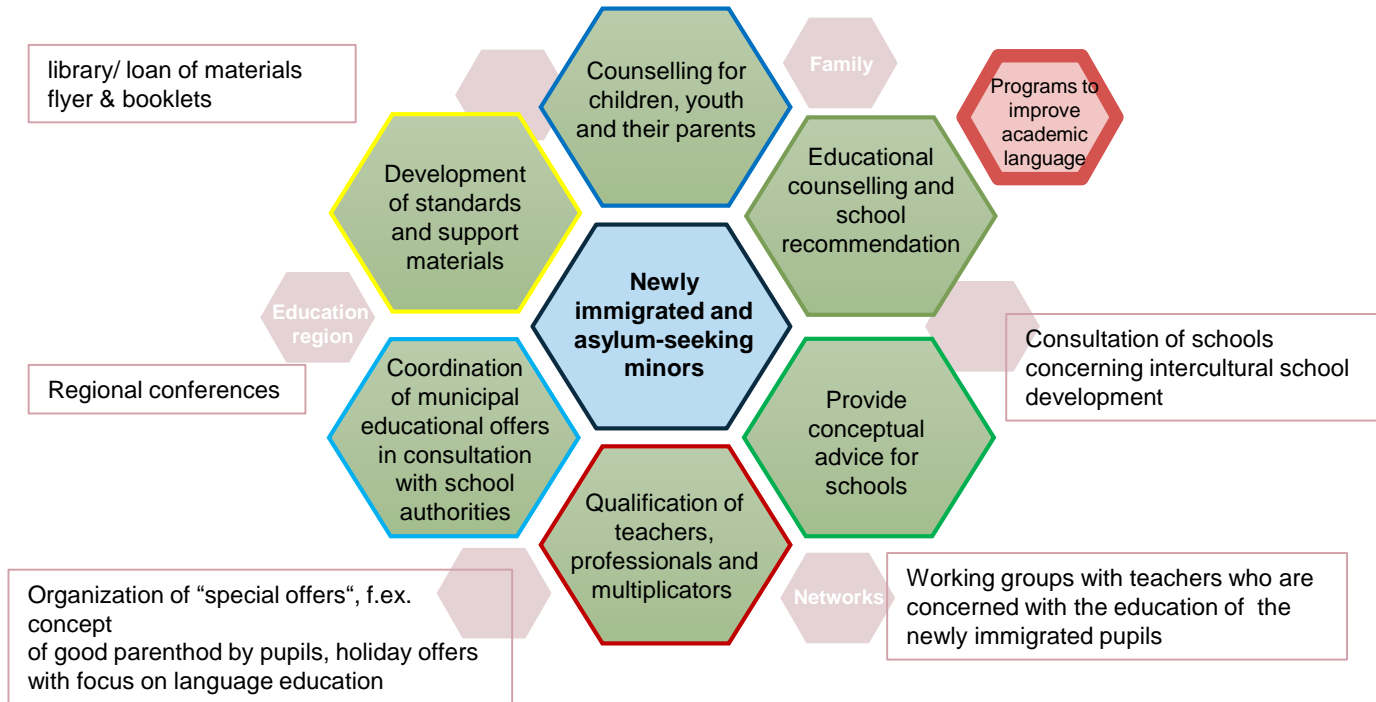 library/ loan of materials
flyer & booklets
Counselling for
children, youth
and their parents
Family
Programs to
improve
academic
language
Development
of standards
and support
materials
Educational
counselling and
school
recommendation
Newly
immigrated and
asylum-seeking
minors
Education
region
Regional conferences
Consultation of schools
concerning intercultural school
development
Coordination
of municipal
educational offers
in consultation
with school
authorities
Provide
conceptual
advice for
schools
Qualification of
teachers,
professionals and
multiplicators
Networks
Organization of “special offers“, f.ex.
concept
of good parenthod by pupils, holiday offers
with focus on language education
Working groups with teachers who are
concerned with the education of  the
newly immigrated pupils